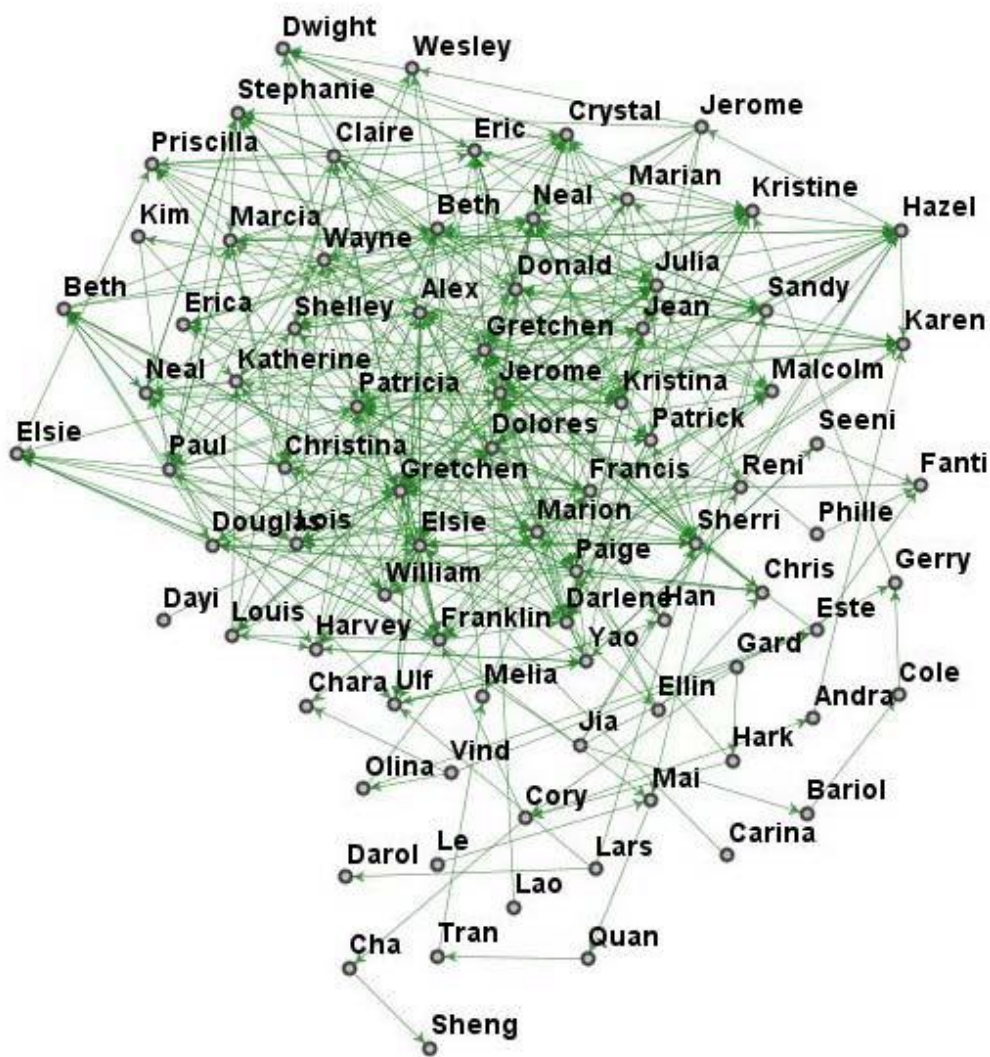 Dwight
Wesley
Stephanie
Crystal
Jerome
Priscilla
Claire
Eric
Kim
Marcia
Beth
Neal
Marian
Kristine
Hazel
Wayne
Donald
Julia
Beth
Erica
Shelley
Alex
Jean
Sandy
Karen
Gretchen
Neal
Katherine
Patricia
Jerome
Kristina
Malcolm
Elsie
Paul
Christina
Dolores
Patrick
Seeni
Gretchen
Francis
Reni
Fanti
Douglas
Lois
Elsie
Marion
Sherri
Phille
Paige
William
Chris
Gerry
Dayi
Louis
Harvey
Franklin
Darlene
Han
Este
Yao
Gard
Chara
Ulf
Melia
Ellin
Andra
Cole
Jia
Hark
Olina
Vind
Cory
Mai
Bariol
Darol
Le
Lars
Carina
Lao
Cha
Tran
Quan
Sheng